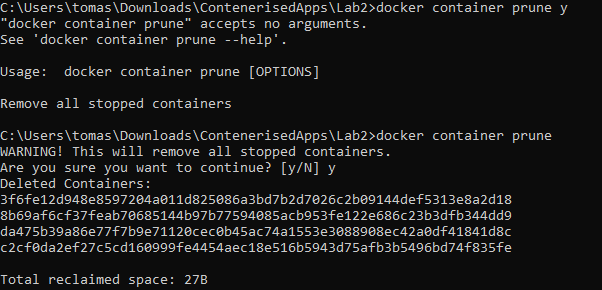 C:\Users\tomas\Downloads\ContenerisedApps\Lab2>docker container prune y
"docker container prune" accepts no arguments.
See 'docker container prune --help'.
Usage:  docker container prune [OPTIONS]
Remove all stopped containers
C:\Users\tomas\Downloads\ContenerisedApps\Lab2>docker container prune
WARNING! This will remove all stopped containers.
Are you sure you want to continue? [y/N] y
Deleted Containers:
3f6fe12d948e8597204a011d825086a3bd7b2d7026c2b09144def5313e8a2d18
8b69af6cf37feab70685144b97b77594085acb953fe122e686c23b3dfb344dd9
da475b39a86e77f7b9e71120cec0b45ac74a1553e3088908ec42a0df41841d8c
c2cf0da2ef27c5cd160999fe4454aec18e516b5943d75afb3b5496bd74f835fe
Total reclaimed space: 27B